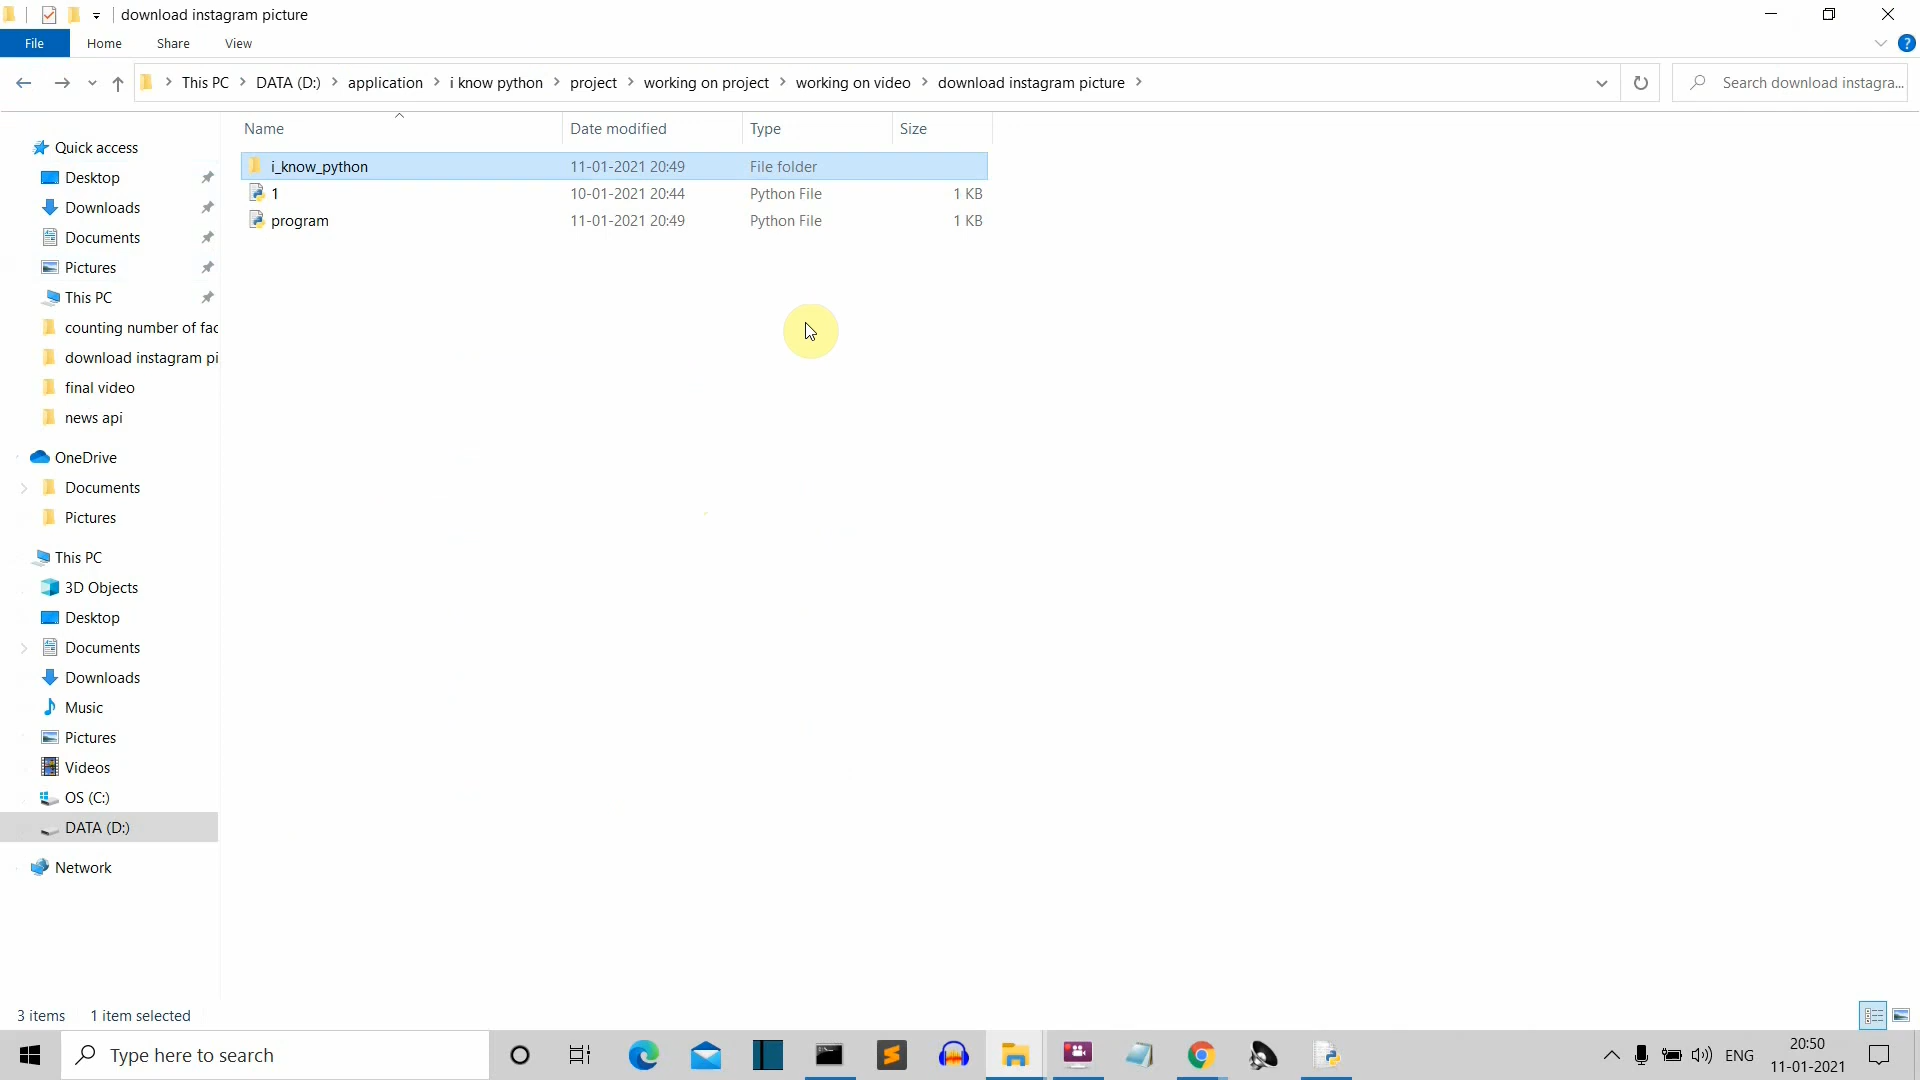 download instagram picture
File Home Share View
This PC DATA (D:) application i know python project working on project working on video download instagram picture
Search download instagra...
Name Date modified Type Size
i_know_python 11-01-2021 20:49 File folder
1 10-01-2021 20:44 Python File 1 KB
program 11-01-2021 20:49 Python File 1 KB
Quick access
Desktop
Downloads
Documents
Pictures
This PC
counting number of fac
download instagram pi
final video
news api
OneDrive
Documents
Pictures
This PC
3D Objects
Desktop
Documents
Downloads
Music
Pictures
Videos
OS (C:)
DATA (D:)
Network
3 items 1 item selected
Type here to search
ENG
20:50
11-01-2021